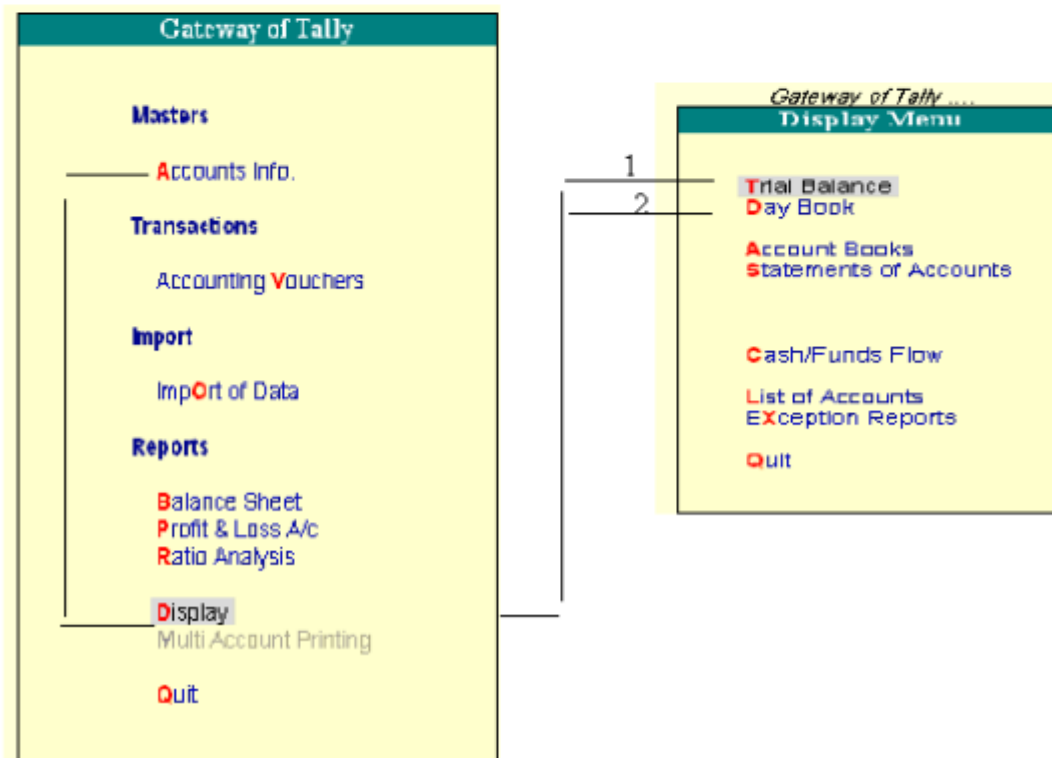 Gateway of Tally
Masters
Accounts Info.
Transactions
Accounting Vouchers
Import
ImpOrt of Data
Reports
Balance Sheet
Profit & Loss A/c
Ratio Analysis
Display
Multi Account Printing
Quit
1
2
Gateway of Tally ....
Display Menu
Trial Balance
Day Book
Account Books
Statements of Accounts
Cash/Funds Flow
List of Accounts
EXception Reports
Quit